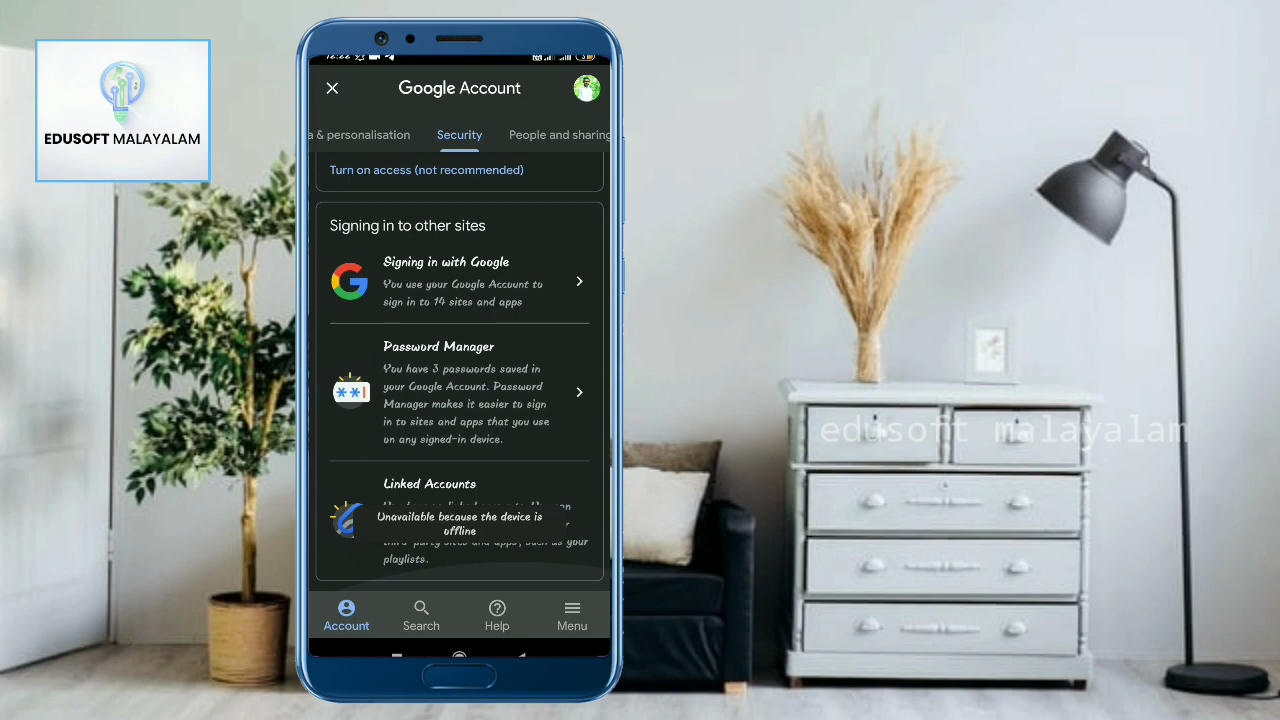 EDUSOFT MALAYALAM
Google Account
a & personalisation Security People and sharing
Turn on access (not recommended)
Signing in to other sites
Signing in with Google
You use your Google Account to
sign in to 14 sites and apps
Password Manager
You have 3 passwords saved in
your Google Account. Password
Manager makes it easier to sign
in to sites and apps that you use
on any signed-in device.
Linked Accounts
Unavailable because the device is
offline
third-party sites and apps, such as your
playlists.
Account Search Help Menu
edusoft malayalam